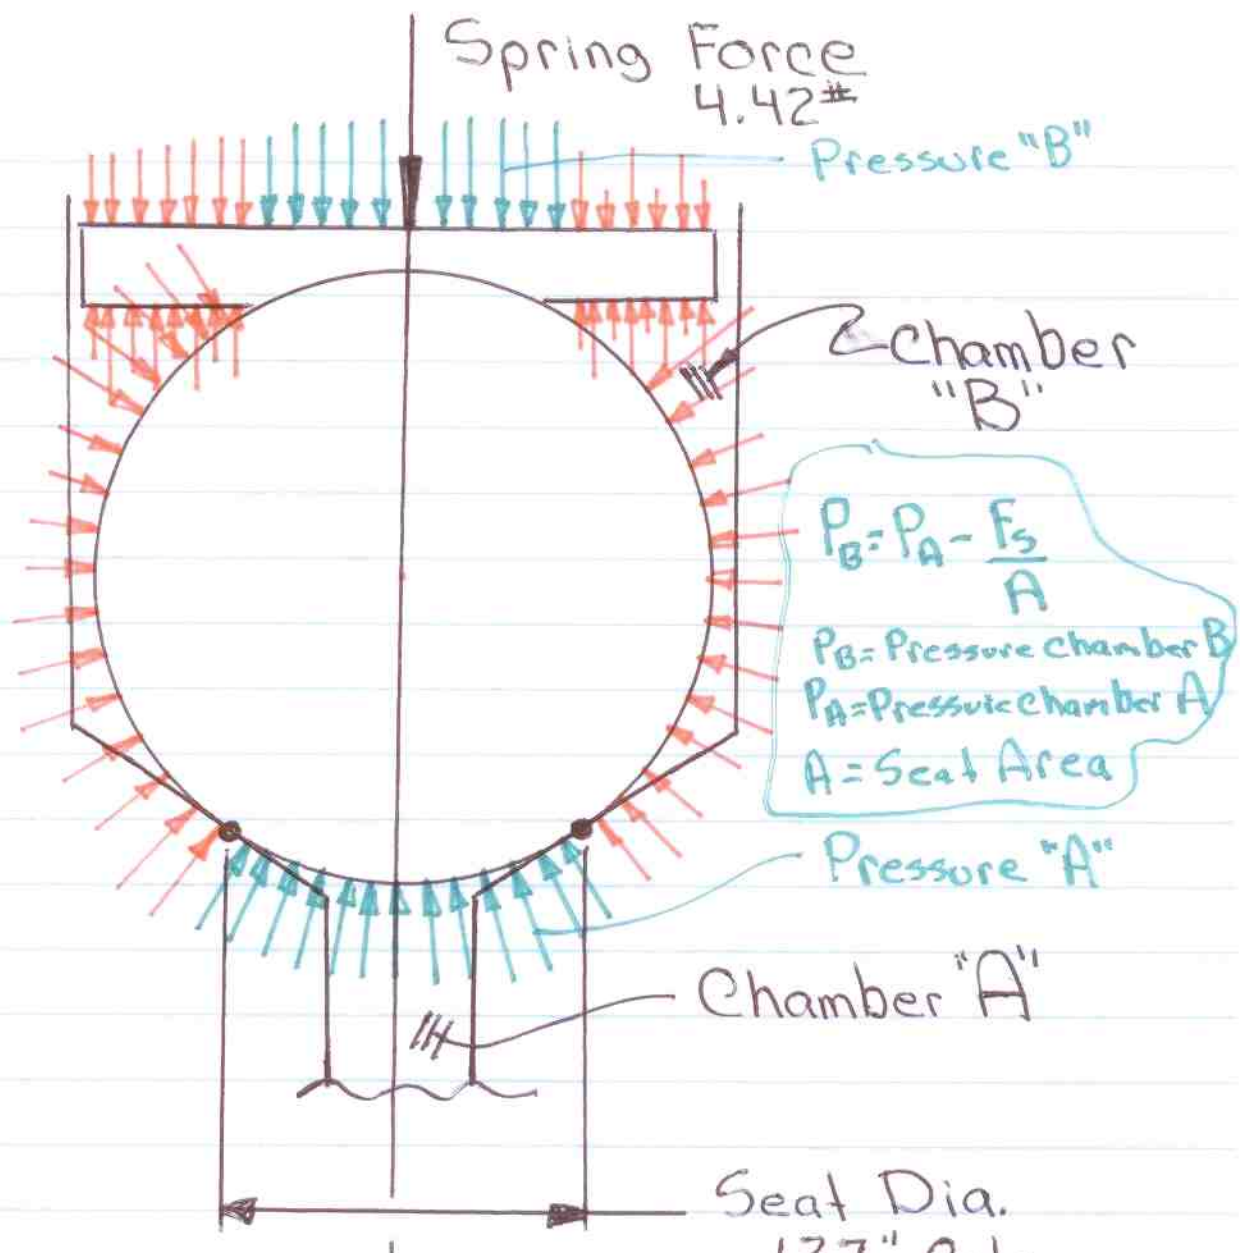 Spring Force
4.42#
Pressure "B"
Chamber
"B"
P_B = P_A - F_S/A
P_B = Pressure Chamber B
P_A = Pressure Chamber A
A = Seat Area
Pressure "A"
Chamber "A"
Seat Dia.